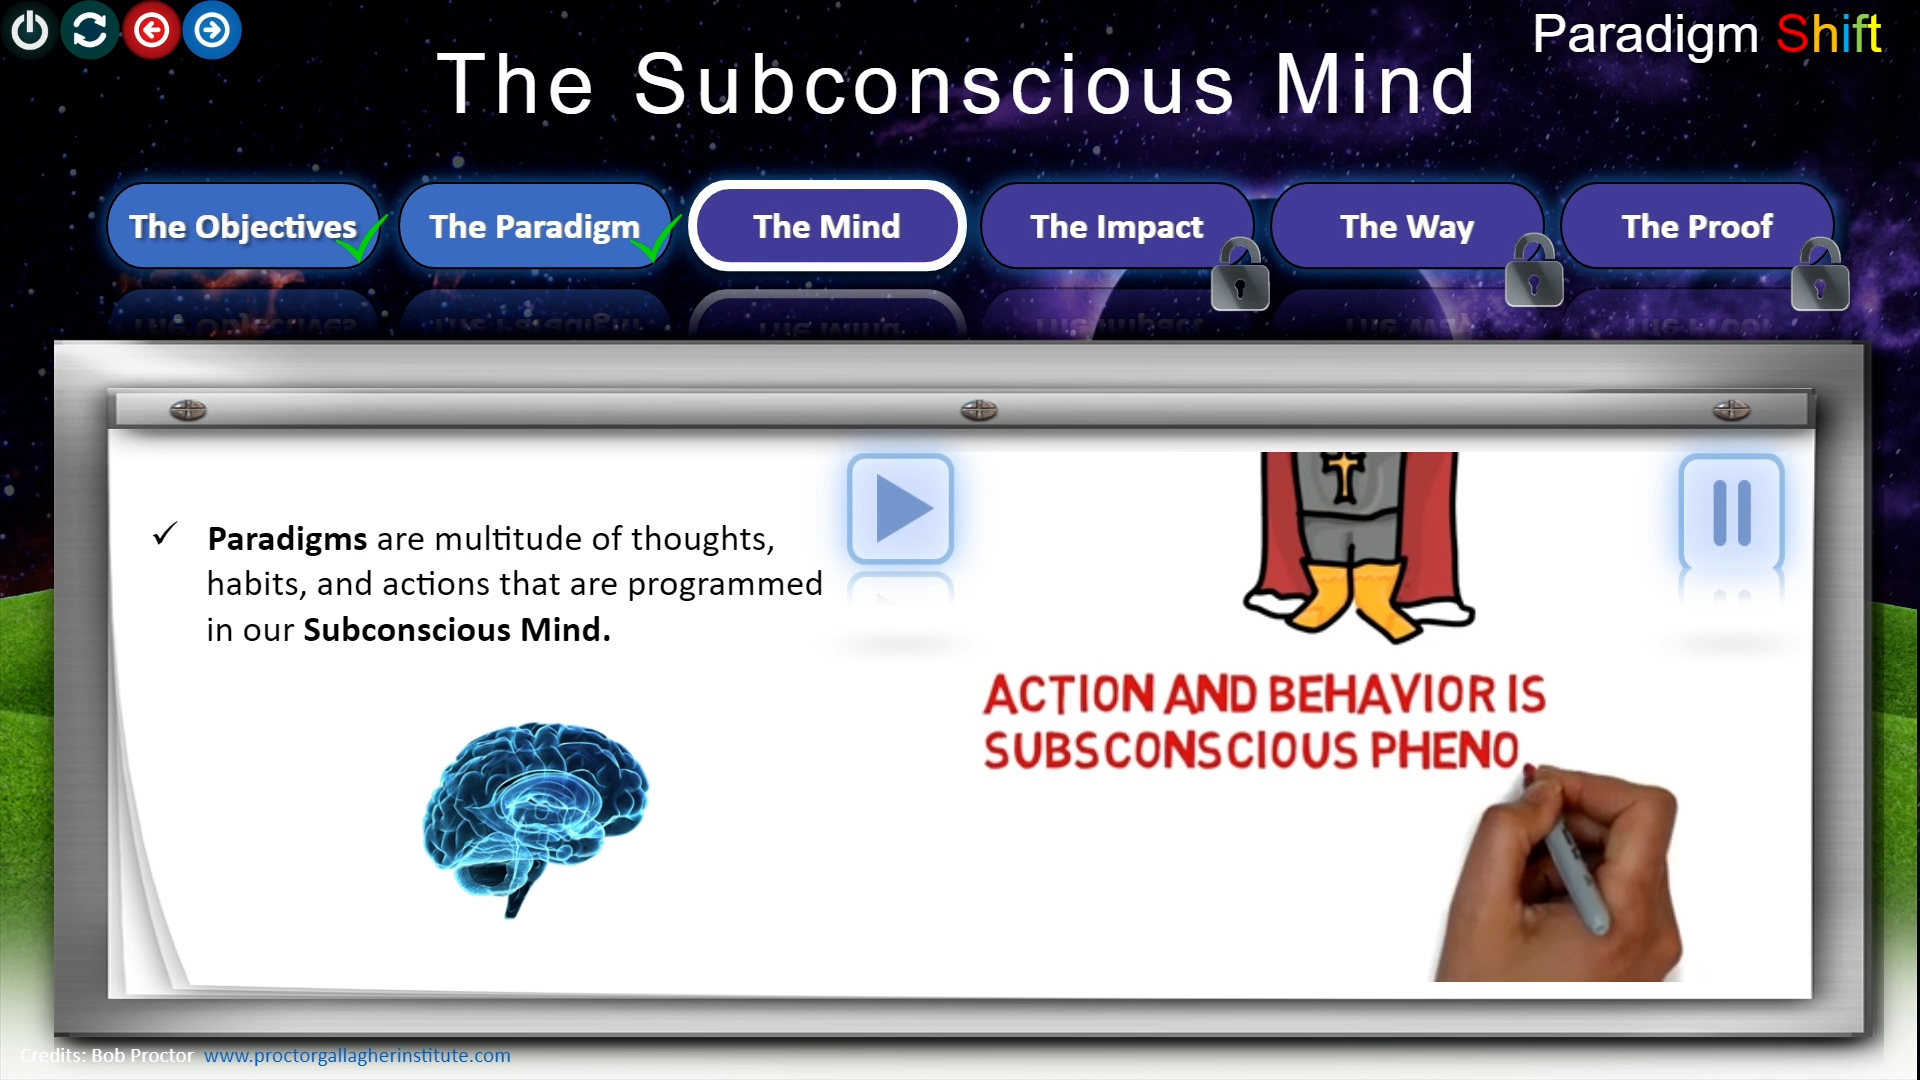 Paradigm Shift
The Subconscious Mind
The Objectives
The Paradigm
The Mind
The Impact
The Way
The Proof
✓ Paradigms are multitude of thoughts,
habits, and actions that are programmed
in our Subconscious Mind.
ACTION AND BEHAVIOR IS
SUBSCONSCIOUS PHENO
Credits: Bob Proctor www.proctorgallagherinstitute.com